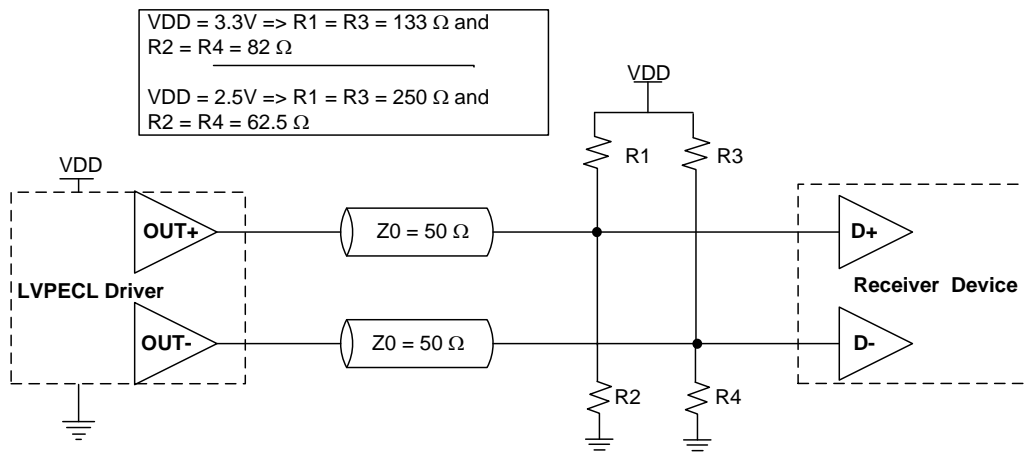 VDD = 3.3V => R1 = R3 = 133 Ω and
R2 = R4 = 82 Ω
VDD = 2.5V => R1 = R3 = 250 Ω and
R2 = R4 = 62.5 Ω
VDD
VDD
R1
R3
OUT+
Z0 = 50 Ω
D+
LVPECL Driver
Receiver Device
OUT-
Z0 = 50 Ω
D-
R2
R4